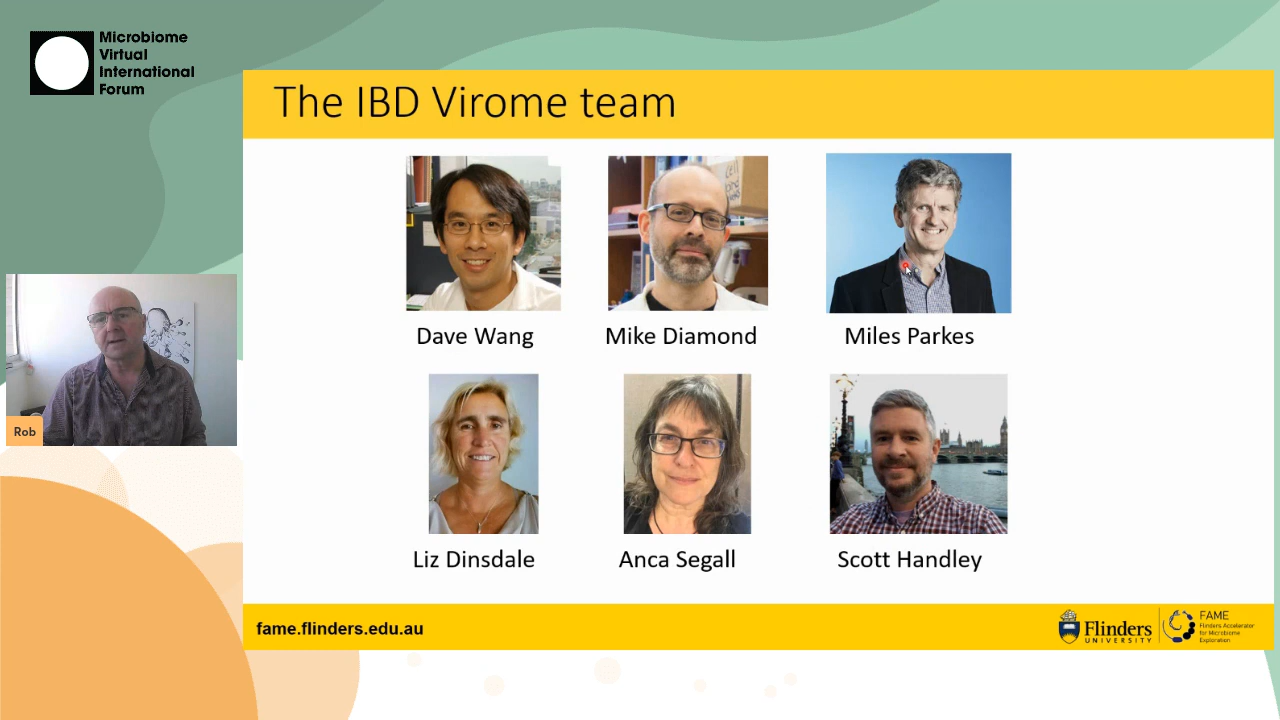 Microbiome
Virtual
International
Forum
The IBD Virome team
Dave Wang
Mike Diamond
Miles Parkes
Rob
Liz Dinsdale
Anca Segall
Scott Handley
fame.flinders.edu.au
Flinders
UNIVERSITY
FAME
Flinders Accelerator
for Microbiome
Exploration